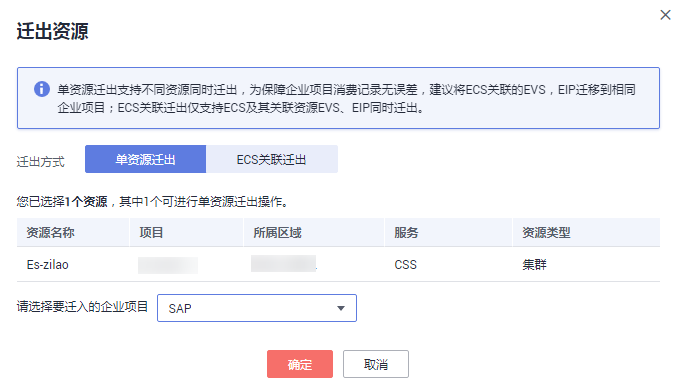 迁出资源
单资源迁出支持不同资源同时迁出，为保障企业项目消费记录无误差，建议将ECS关联的EVS，EIP迁移到相同
企业项目；ECS关联迁出仅支持ECS及其关联资源EVS、EIP同时迁出。
迁出方式 单资源迁出 ECS关联迁出
您已选择1个资源，其中1个可进行单资源迁出操作。
资源名称 项目 所属区域 服务 资源类型
Es-zilao CSS 集群
请选择要迁入的企业项目 SAP
确定 取消